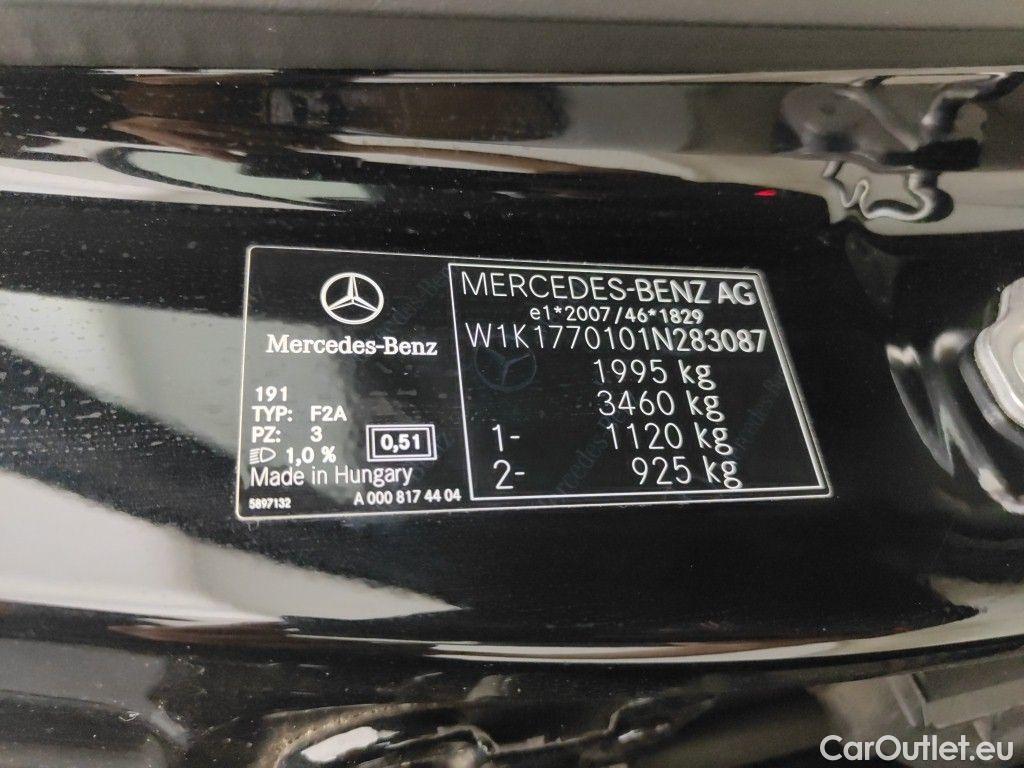 Mercedes-Benz
191
TYP: F2A
PZ: 3
1,0 %
0,51
Made in Hungary
5897132
A 000 817 44 04
MERCEDES-BENZ AG
e1*2007/46*1829
W1K1770101N283087
1995 kg
3460 kg
1- 1120 kg
2- 925 kg
CarOutlet.eu